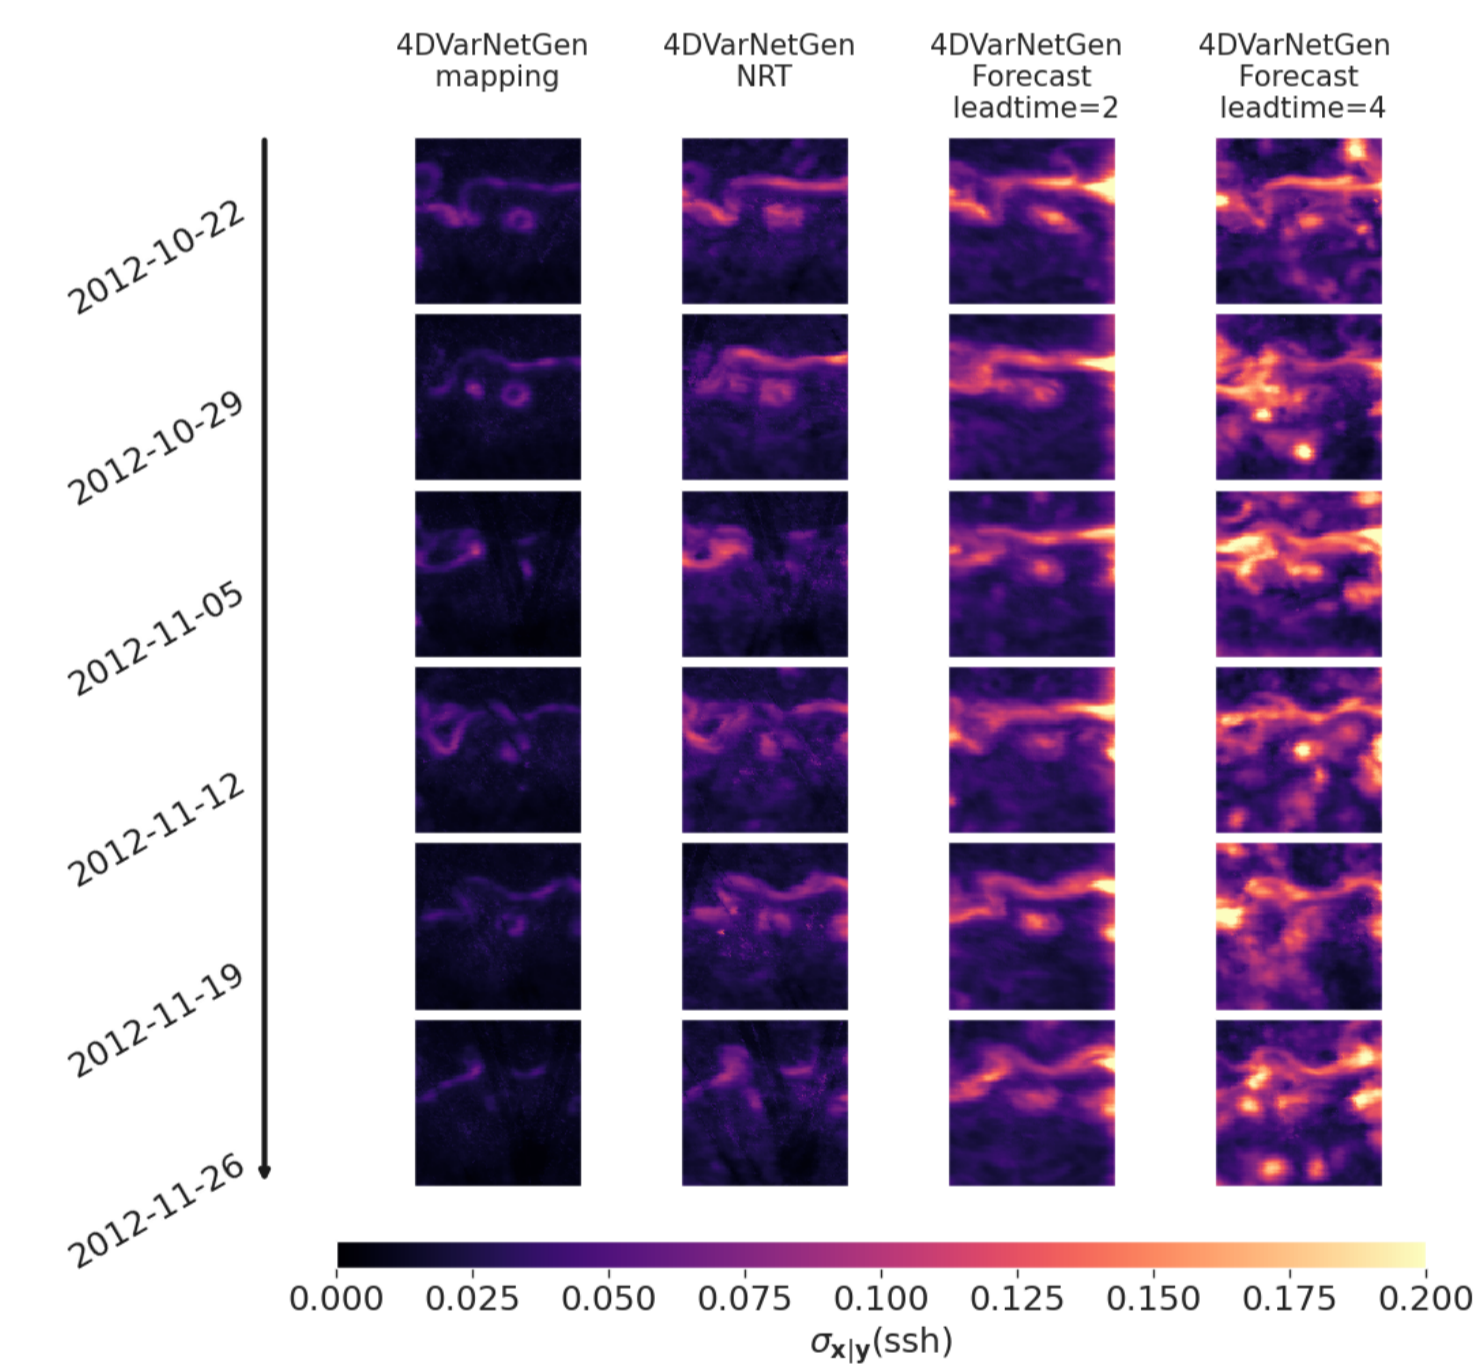 4DVarNetGen
mapping
4DVarNetGen
NRT
4DVarNetGen
Forecast
leadtime=2
4DVarNetGen
Forecast
leadtime=4
2012-10-22
2012-10-29
2012-11-05
2012-11-12
2012-11-19
2012-11-26
0.000 0.025 0.050 0.075 0.100 0.125 0.150 0.175 0.200
σx|y(ssh)